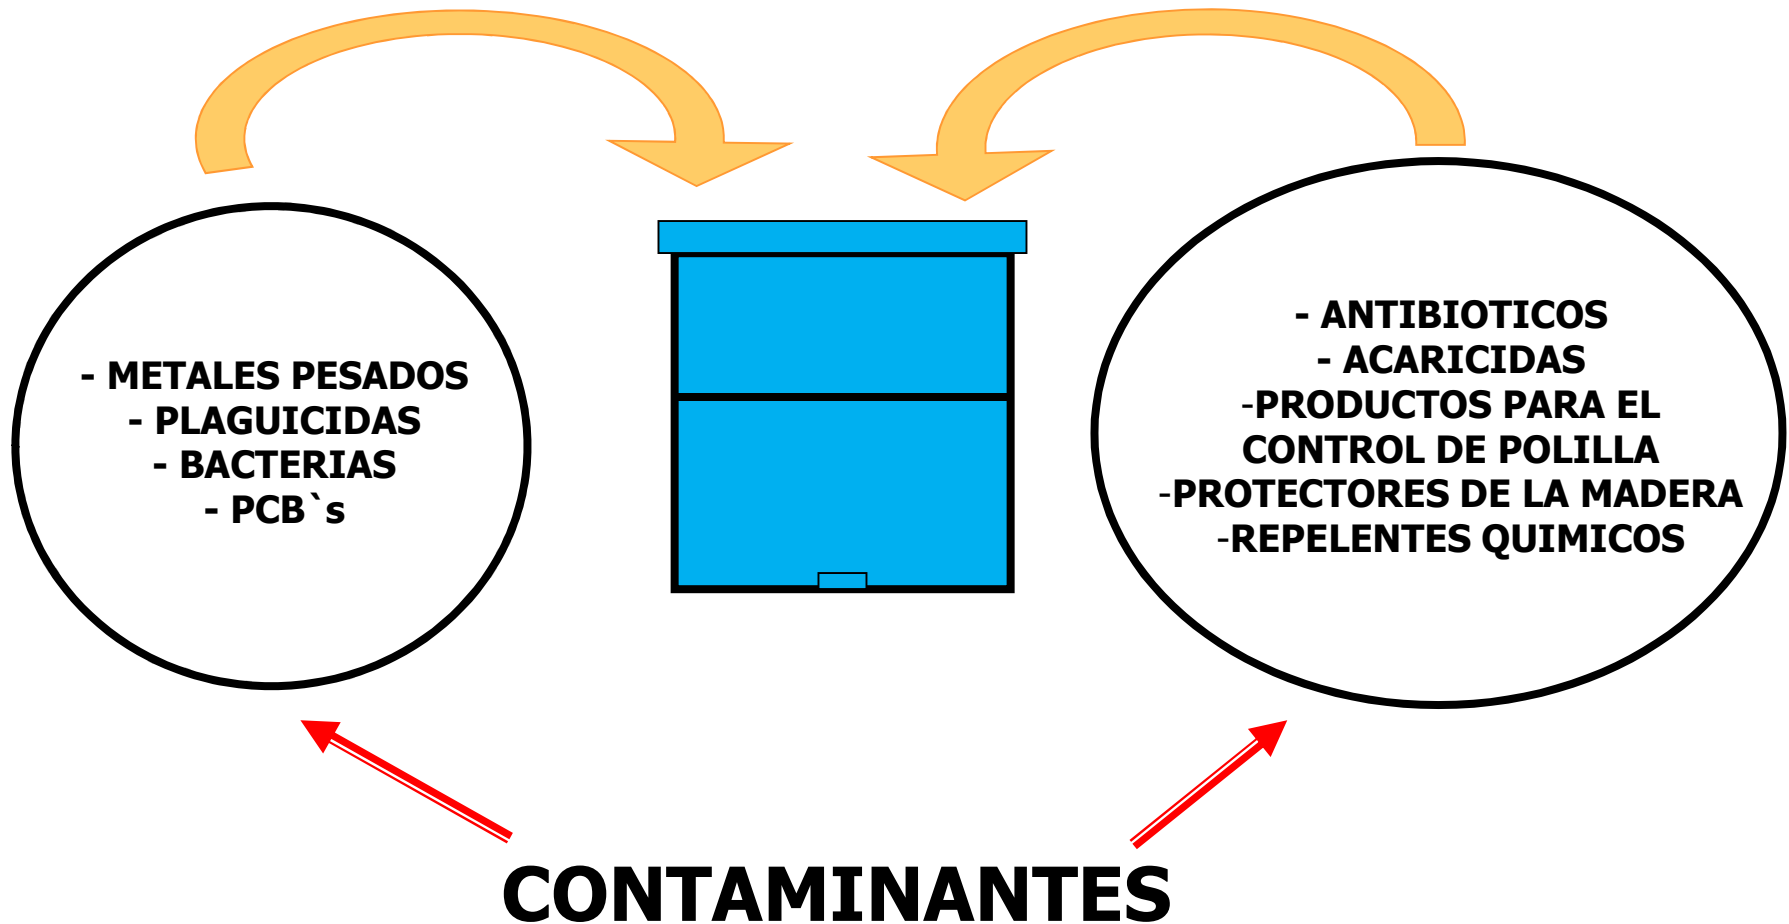 - METALES PESADOS
- PLAGUICIDAS
- BACTERIAS
- PCB`s
- ANTIBIOTICOS
- ACARICIDAS
-PRODUCTOS PARA EL
CONTROL DE POLILLA
-PROTECTORES DE LA MADERA
-REPELENTES QUIMICOS
CONTAMINANTES